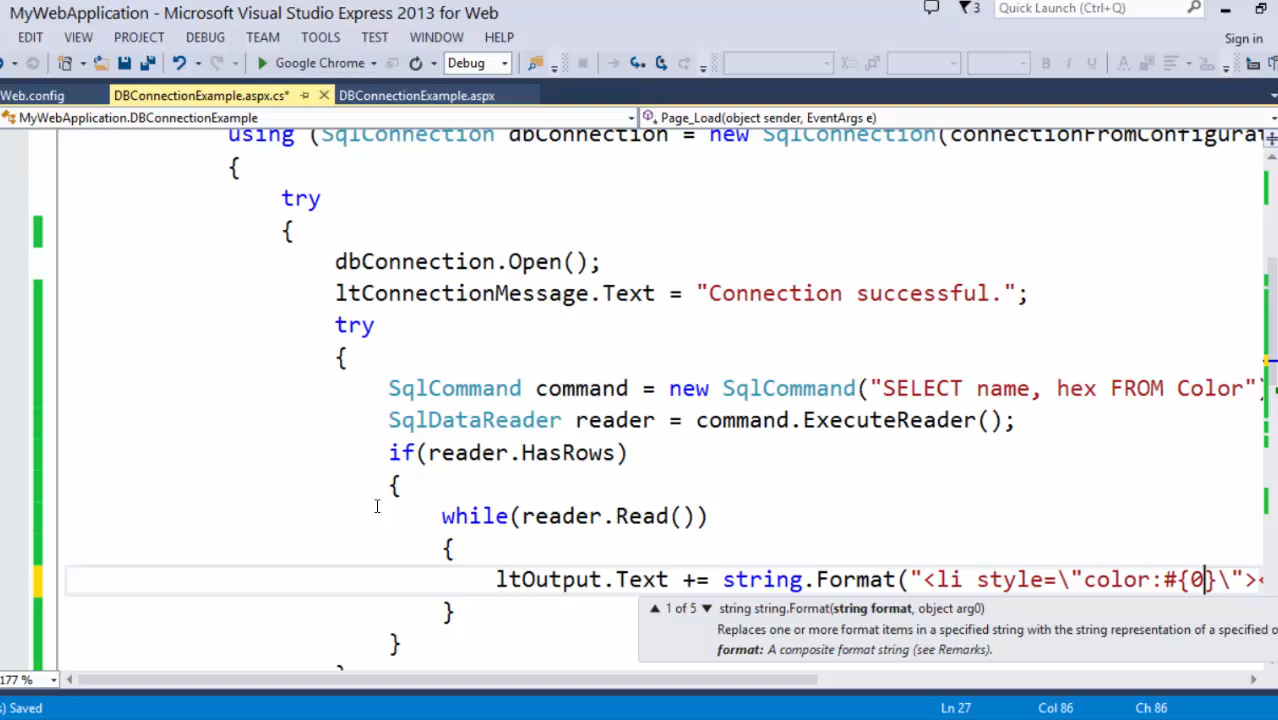 MyWebApplication - Microsoft Visual Studio Express 2013 for Web
3
Quick Launch (Ctrl+Q)
EDIT VIEW PROJECT DEBUG TEAM TOOLS TEST WINDOW HELP
Sign in
Google Chrome
Debug
Web.config
DBConnectionExample.aspx.cs*
DBConnectionExample.aspx
MyWebApplication.DBConnectionExample
Page_Load(object sender, EventArgs e)
using (SqlConnection dbConnection = new SqlConnection(connectionFromConfigurat
{
try
{
dbConnection.Open();
ltConnectionMessage.Text = "Connection successful.";
try
{
SqlCommand command = new SqlCommand("SELECT name, hex FROM Color")
SqlDataReader reader = command.ExecuteReader();
if(reader.HasRows)
{
while(reader.Read())
{
ltOutput.Text += string.Format("<li style=\"color:#{0}\"><
1 of 5 string string.Format(string format, object arg0)
Replaces one or more format items in a specified string with the string representation of a specified o
format: A composite format string (see Remarks).
}
}
177 %
) Saved
Ln 27
Col 86
Ch 86